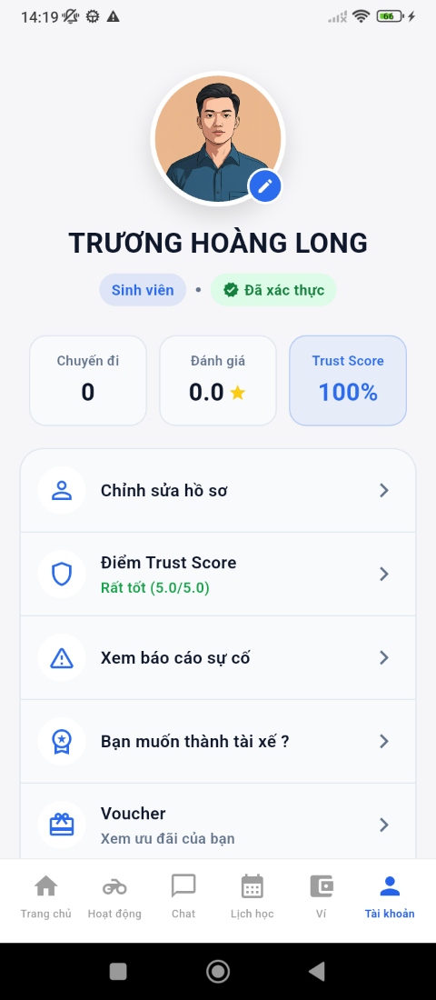 14:19
66
TRƯƠNG HOÀNG LONG
Sinh viên • Đã xác thực
Chuyến đi
0
Đánh giá
0.0
Trust Score
100%
Chỉnh sửa hồ sơ
Điểm Trust Score
Rất tốt (5.0/5.0)
Xem báo cáo sự cố
Bạn muốn thành tài xế ?
Voucher
Xem ưu đãi của bạn
Trang chủ
Hoạt động
Chat
Lịch học
Ví
Tài khoản